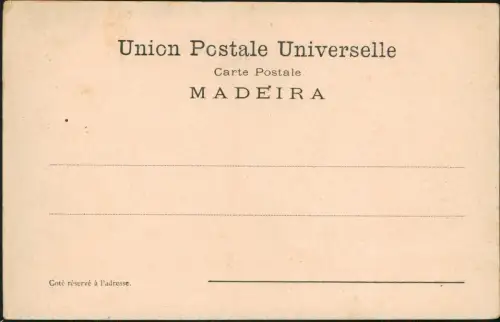 Union Postale Universelle
Carte Postale
MADEIRA
Coté réservé à l'adresse.